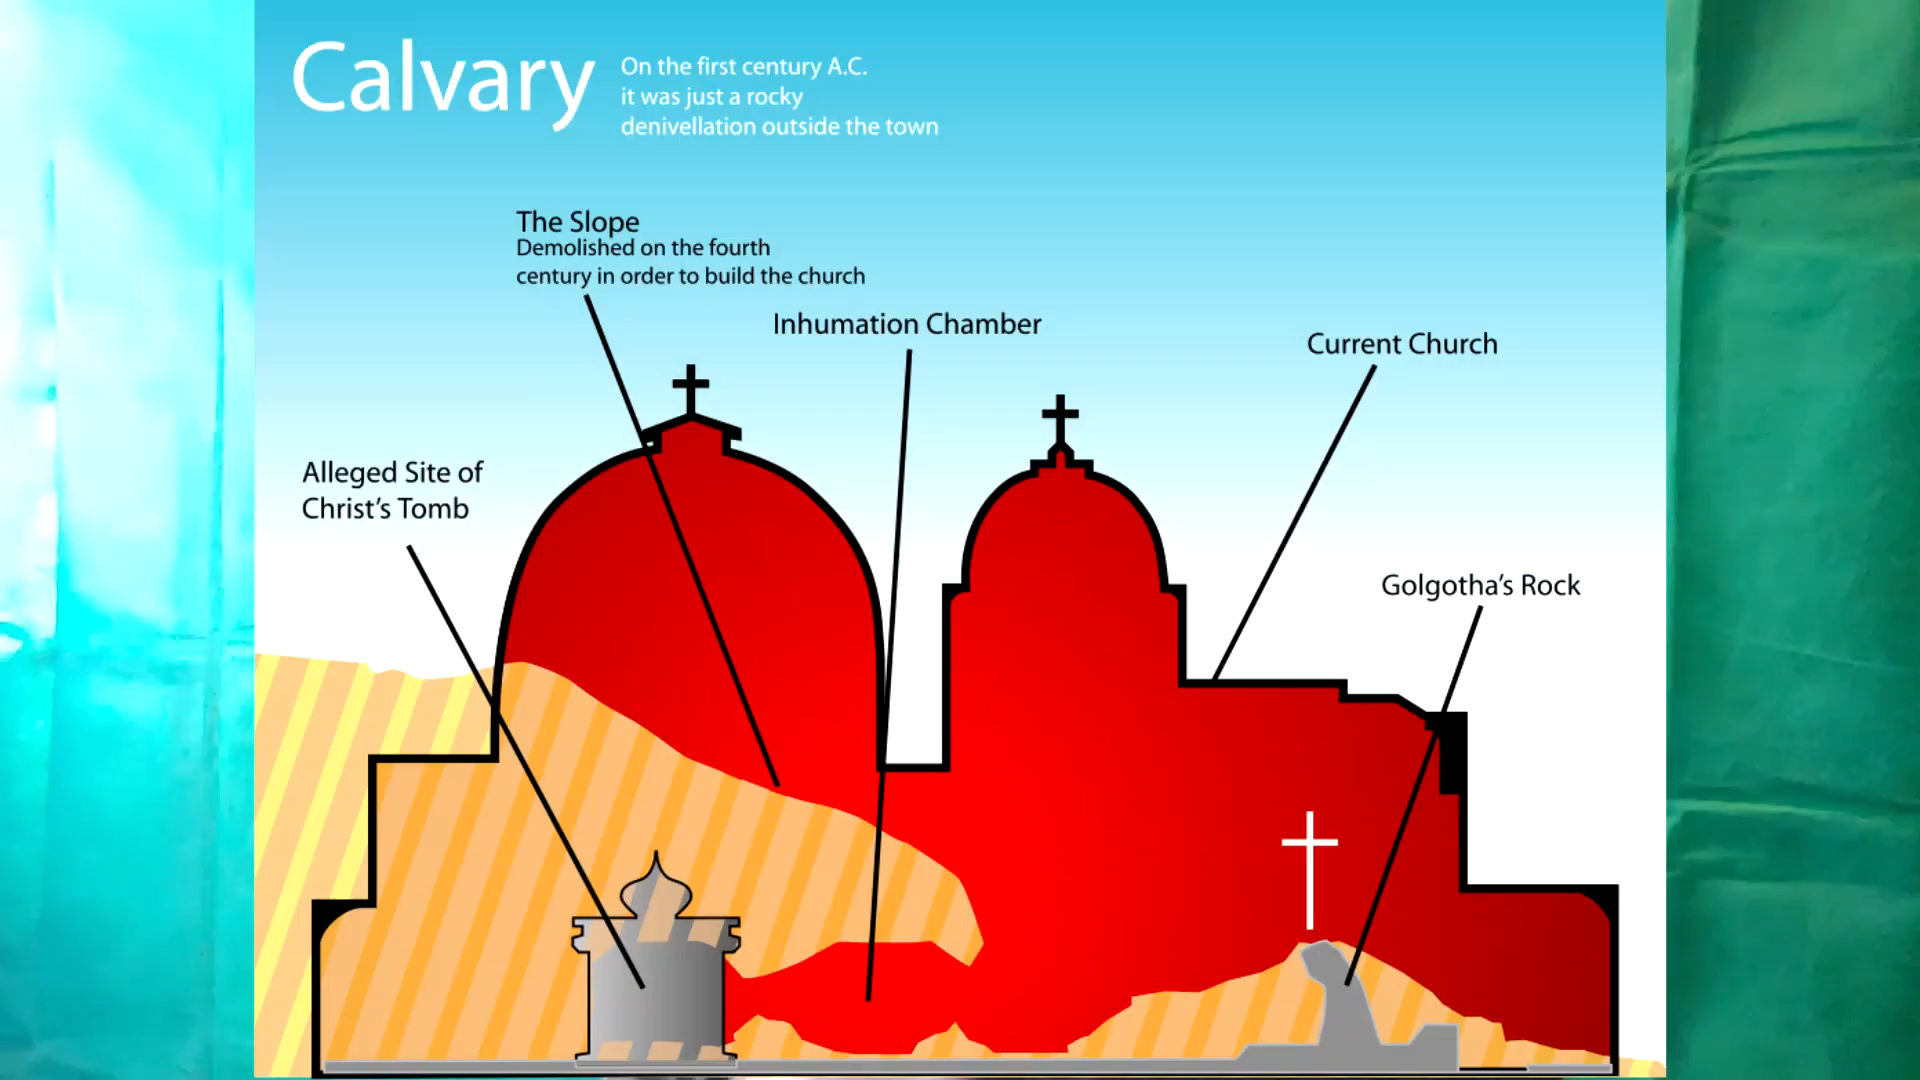 Calvary
On the first century A.C.
it was just a rocky
denivellation outside the town
The Slope
Demolished on the fourth
century in order to build the church
Inhumation Chamber
Current Church
Alleged Site of
Christ's Tomb
Golgotha's Rock